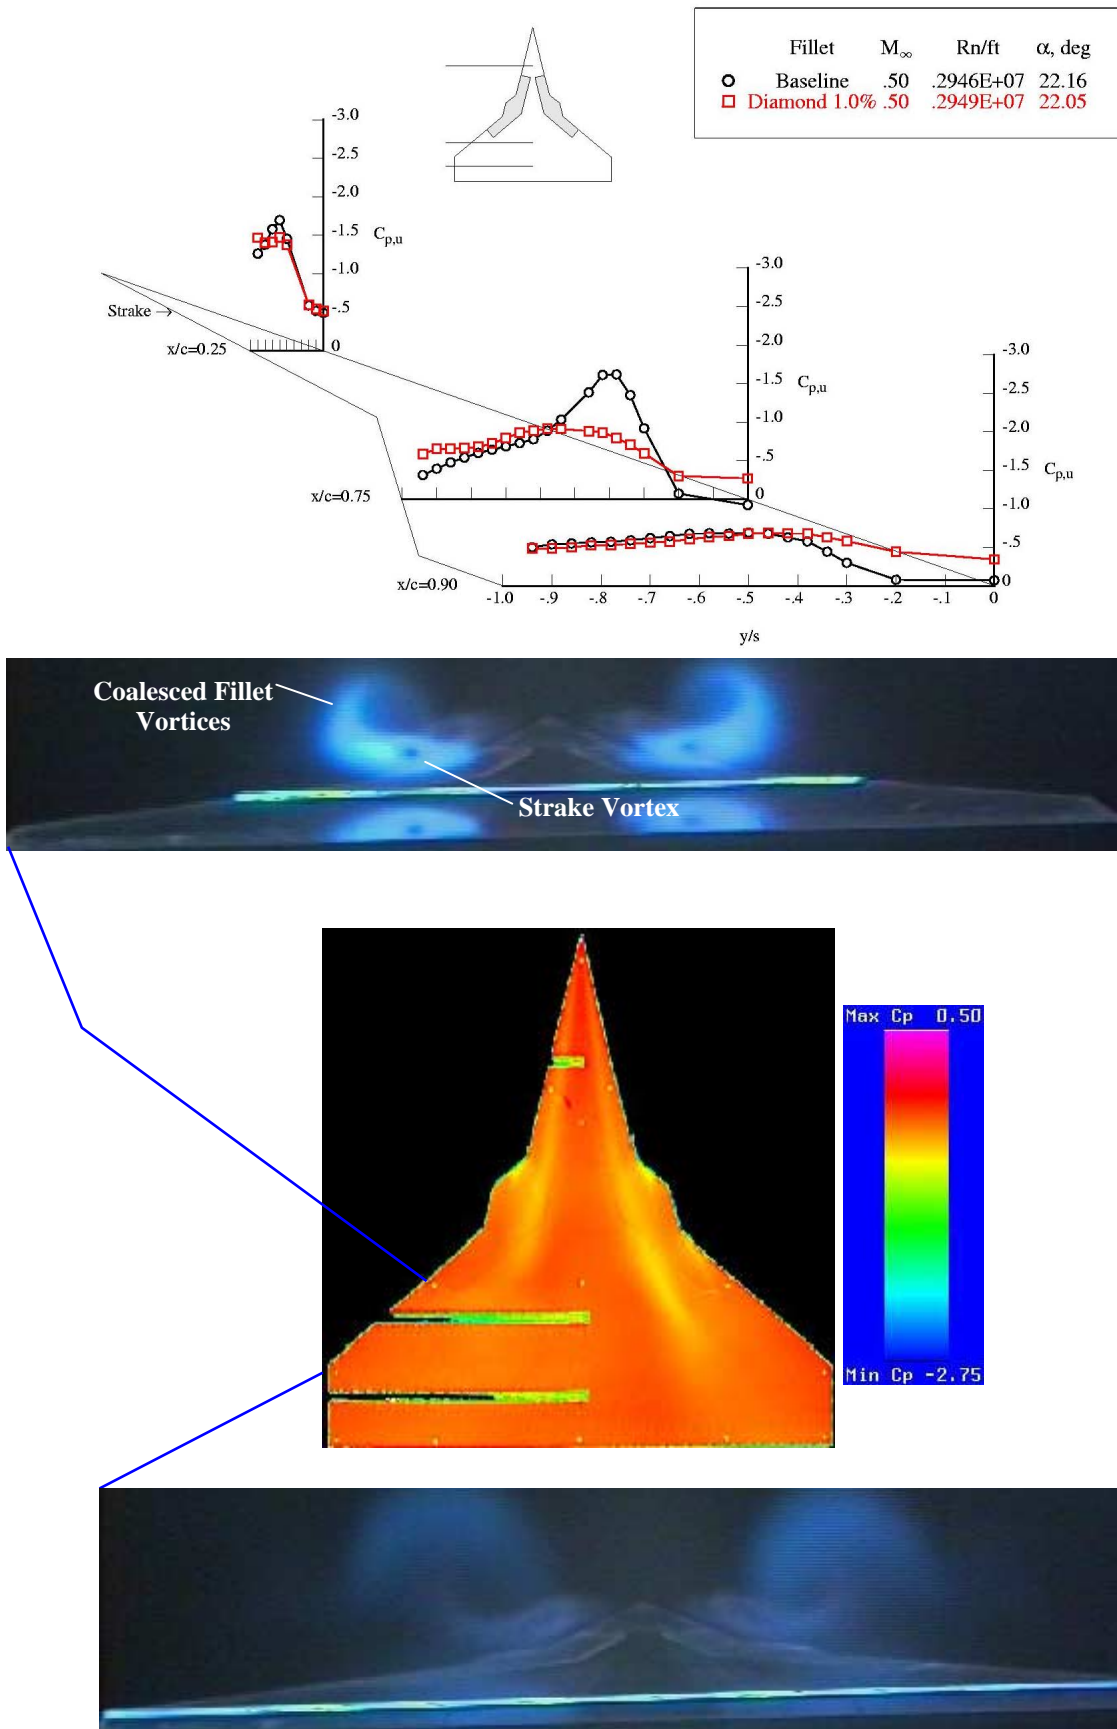 Fillet M∞ Rn/ft α, deg
Baseline .50 .2946E+07 22.16
Diamond 1.0% .50 .2949E+07 22.05
-3.0
-2.5
-2.0
-1.5
Cp,u
-1.0
-.5
0
Strake →
x/c=0.25
-3.0
-2.5
-2.0
-1.5
Cp,u
-1.0
-.5
0
x/c=0.75
-3.0
-2.5
-2.0
-1.5
Cp,u
-1.0
-.5
0
x/c=0.90
-1.0 -.9 -.8 -.7 -.6 -.5 -.4 -.3 -.2 -.1 0
y/s
Coalesced Fillet
Vortices
Strake Vortex
Max Cp 0.50
Min Cp -2.75